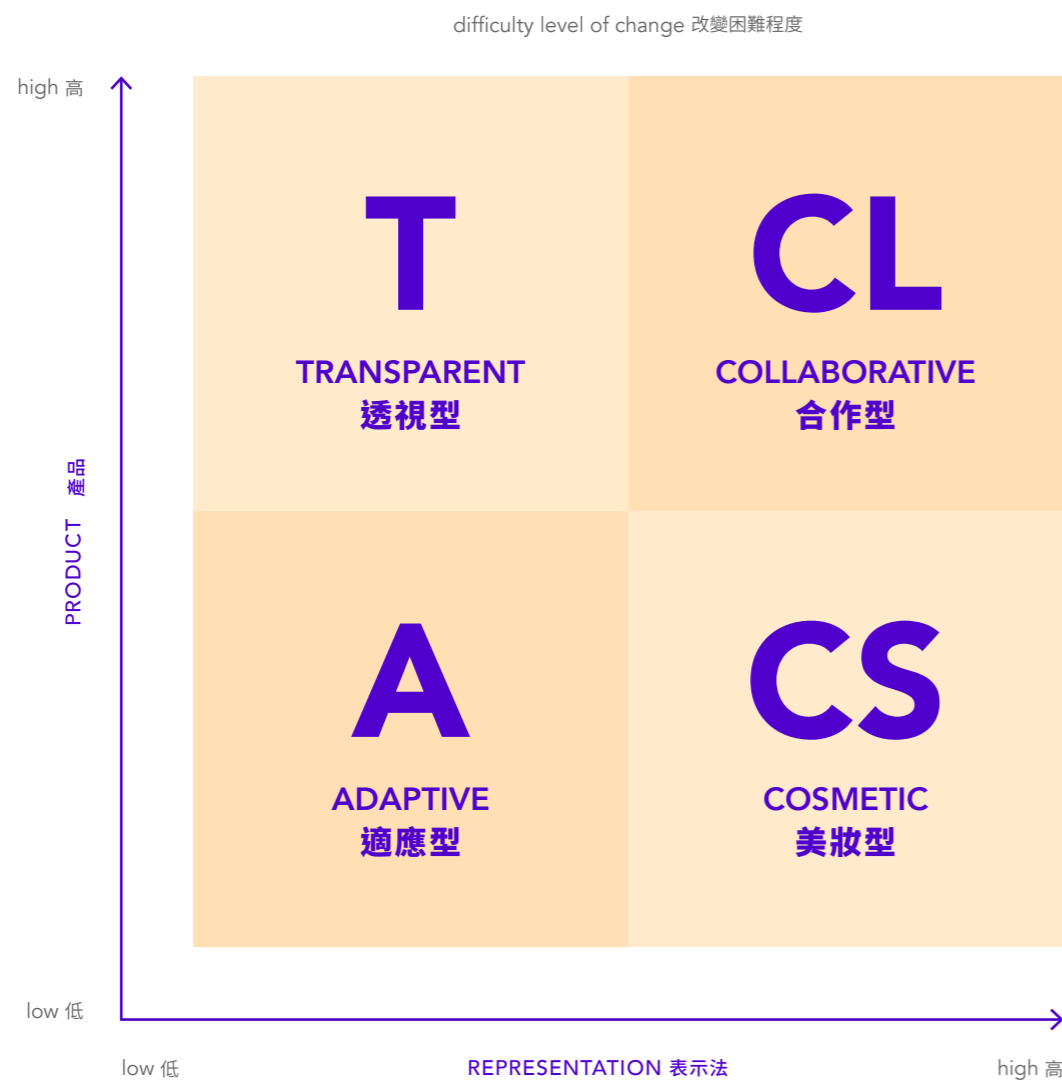 difficulty level of change 改變困難程度
high 高
T
TRANSPARENT
透視型
CL
COLLABORATIVE
合作型
PRODUCT 產品
A
ADAPTIVE
適應型
CS
COSMETIC
美妝型
low 低
low 低
REPRESENTATION 表示法
high 高